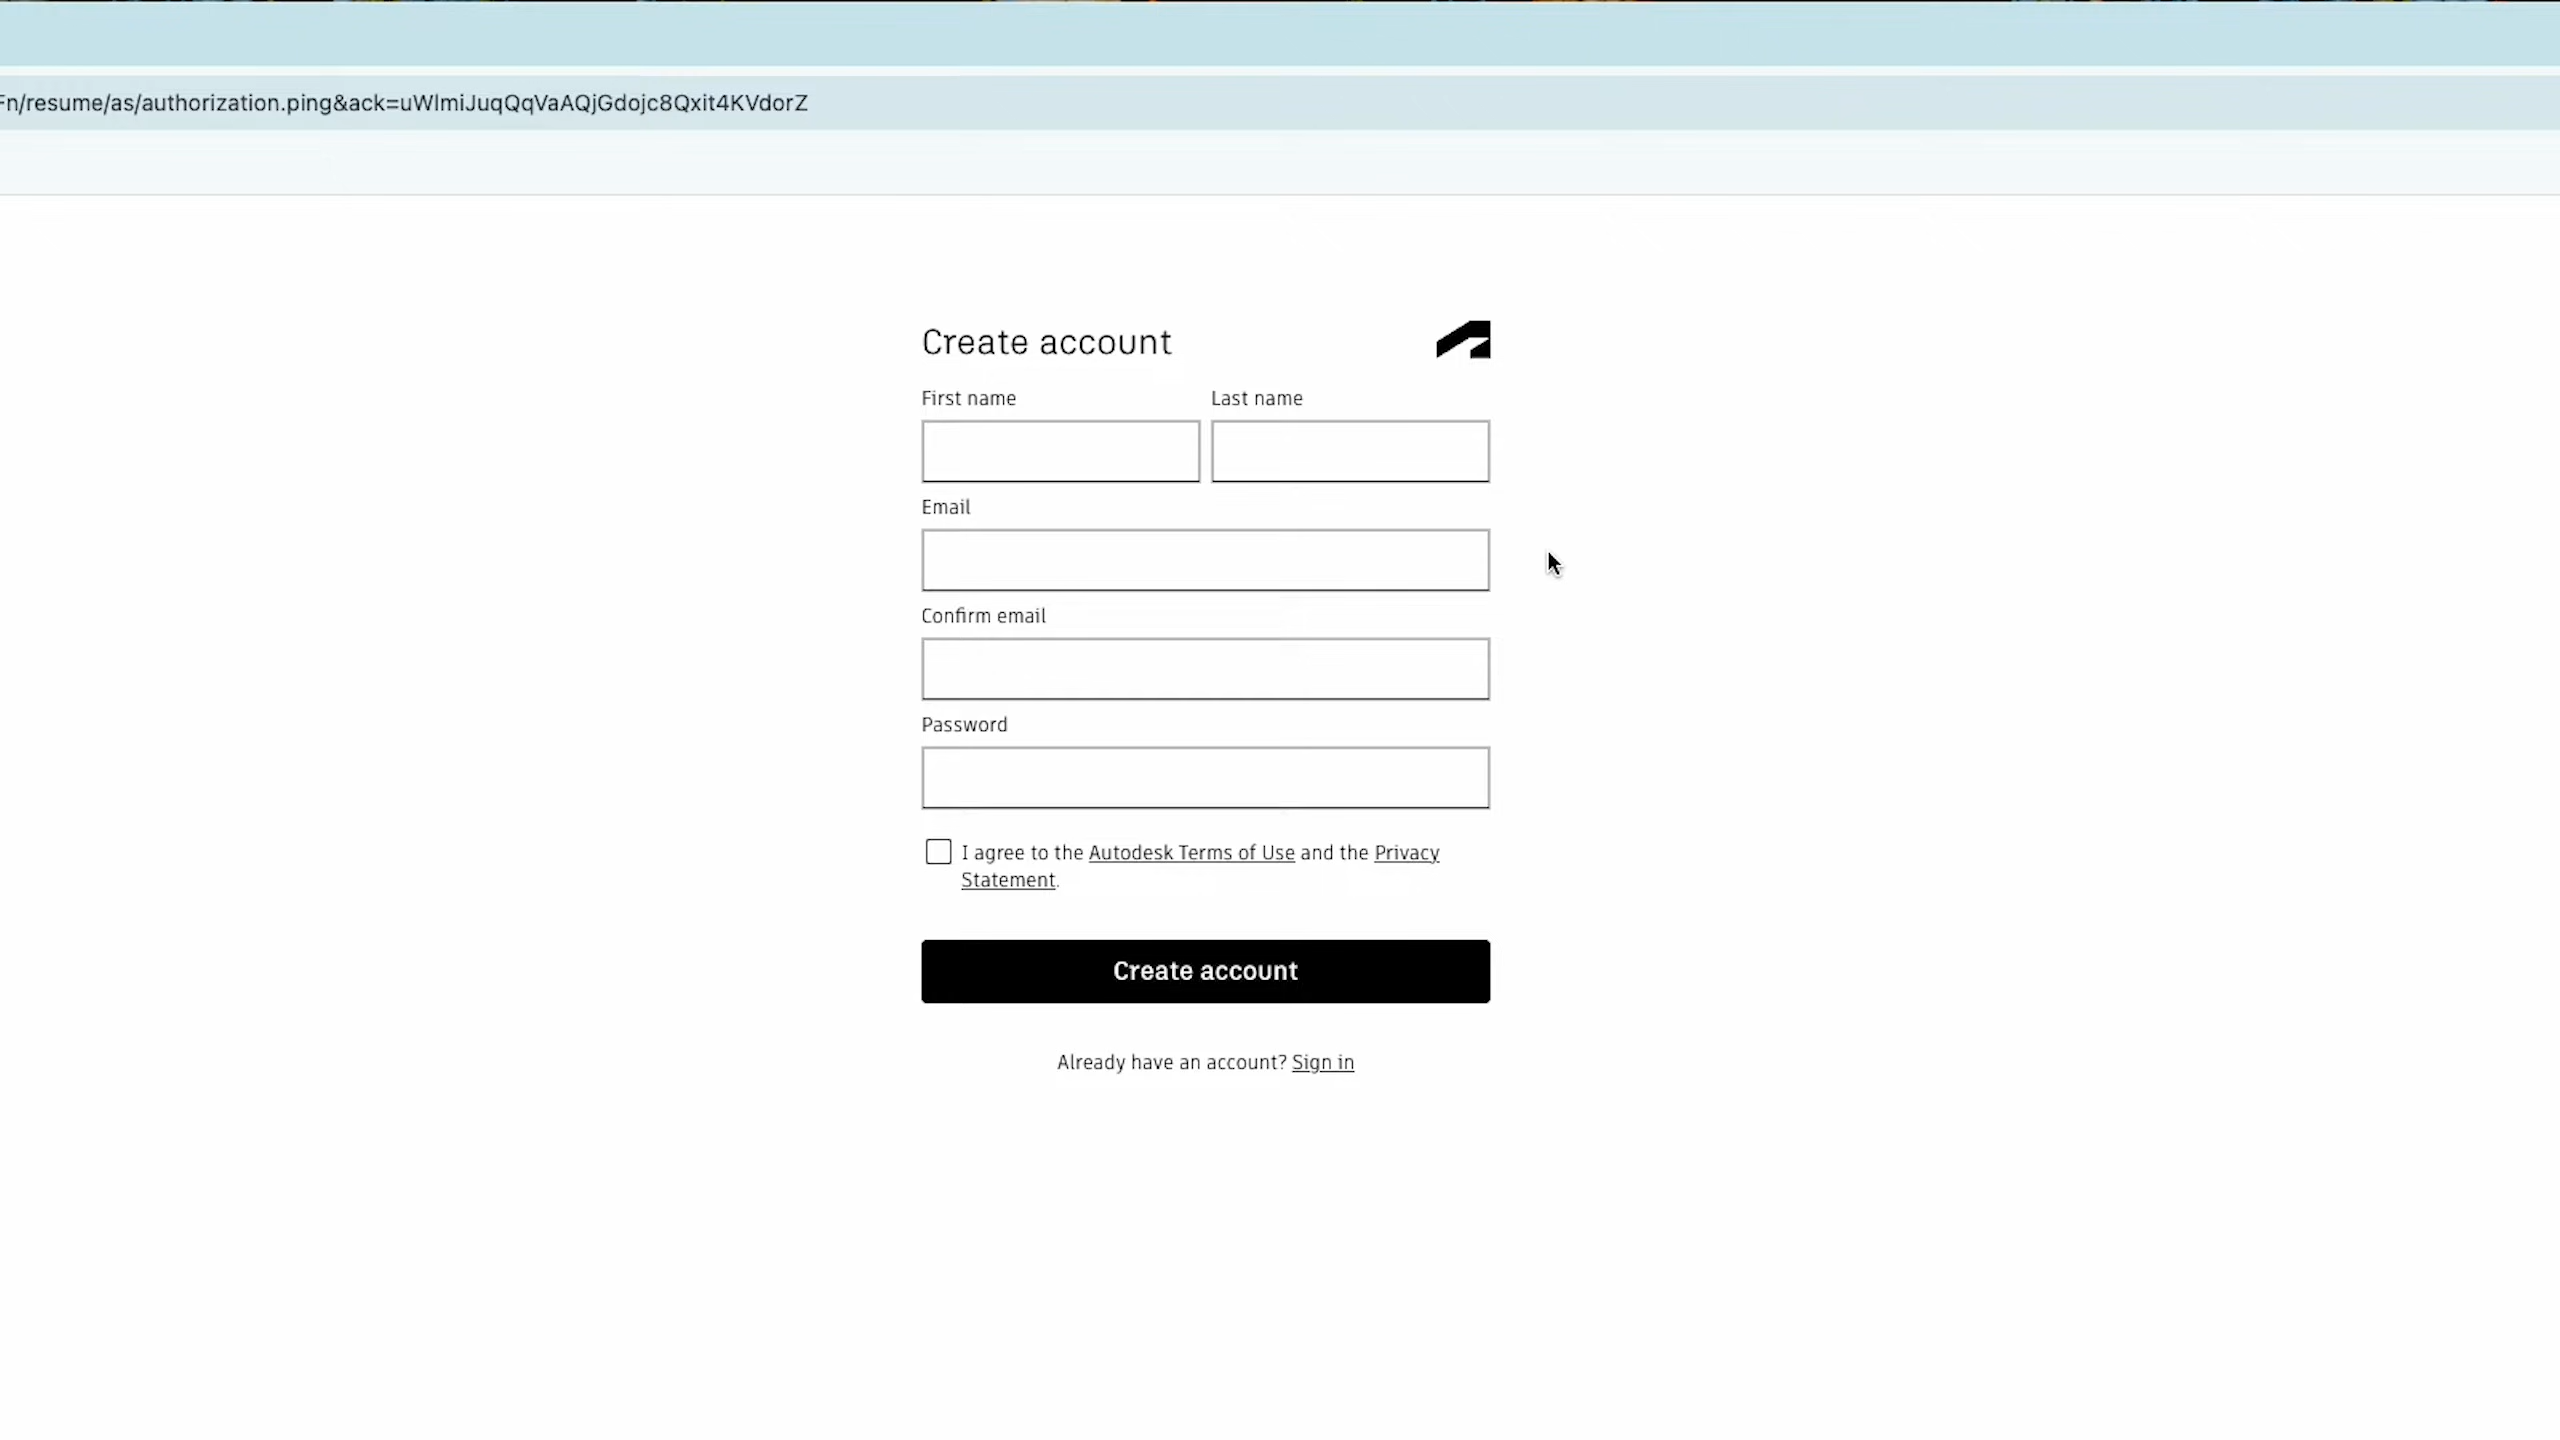 Fn/resume/as/authorization.ping&ack=uWlmiJuqQqVaAQjGdojc8Qxit4KVdorZ
Create account
First name Last name
Email
Confirm email
Password
I agree to the Autodesk Terms of Use and the Privacy
Statement.
Create account
Already have an account? Sign in